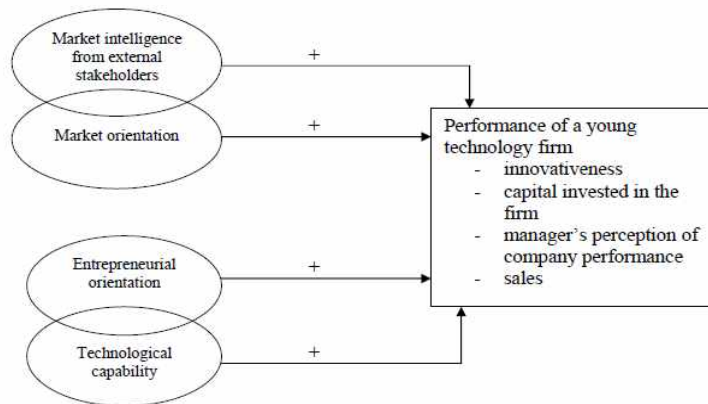 Market intelligence
from external
stakeholders
+
Market orientation
+
Performance of a young
technology firm
- innovativeness
- capital invested in the
firm
- manager's perception of
company performance
- sales
Entrepreneurial
orientation
+
Technological
capability
+